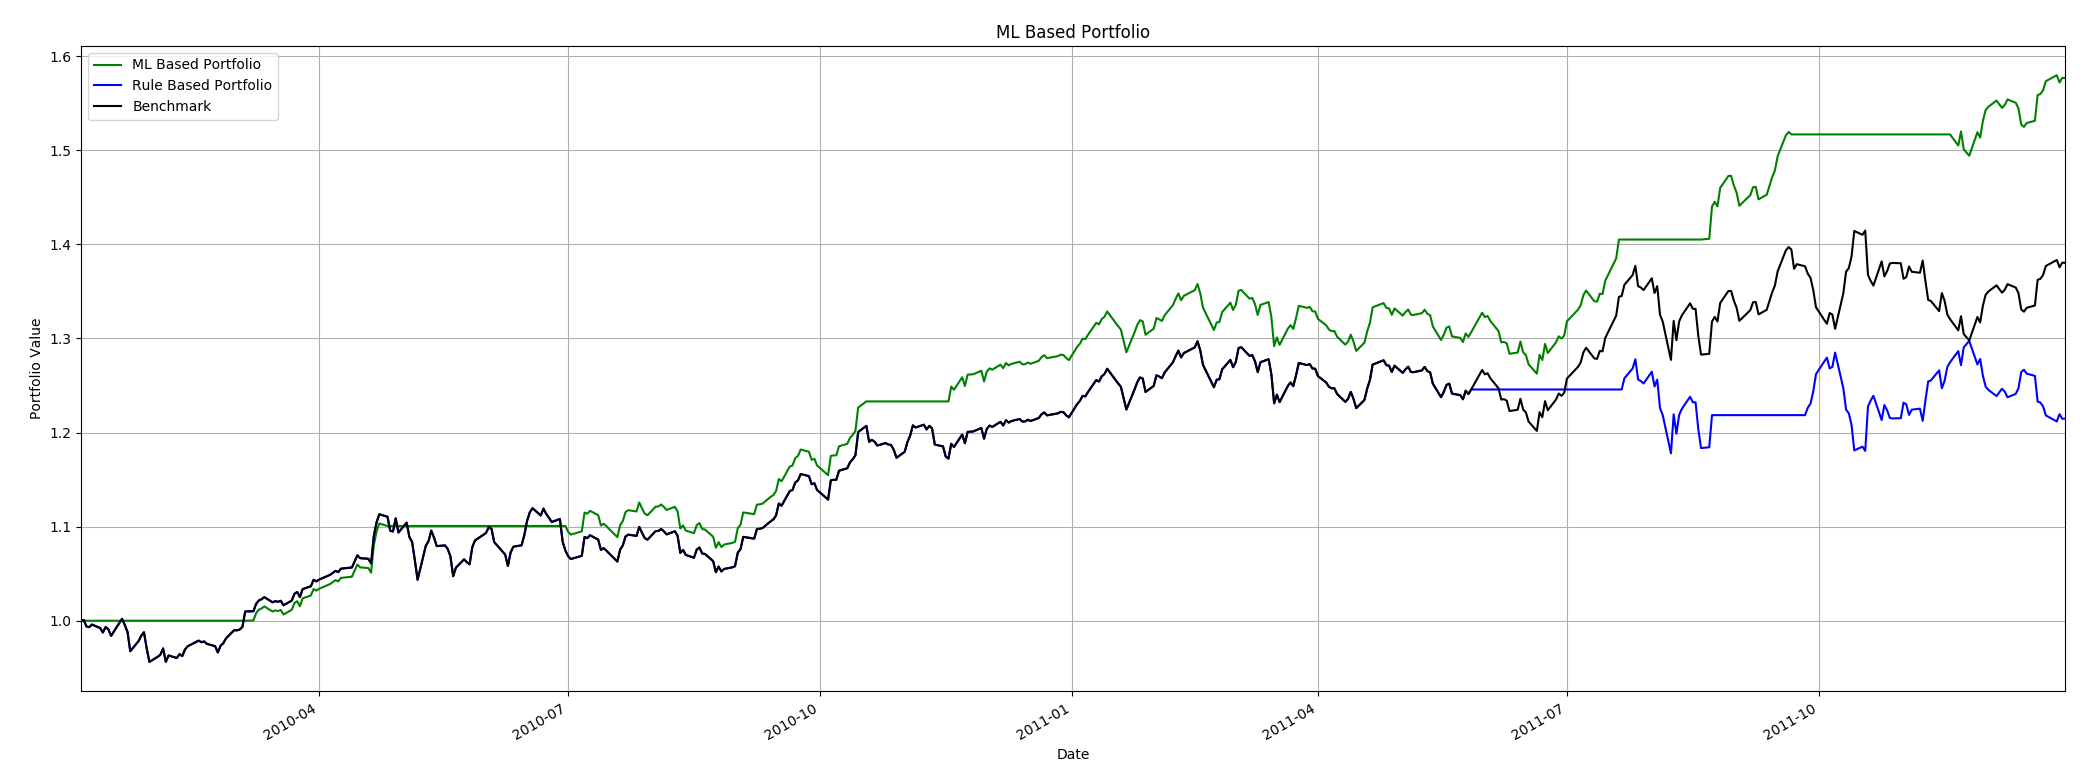 ML Based Portfolio
ML Based Portfolio
Rule Based Portfolio
Benchmark
Portfolio Value
1.6
1.5
1.4
1.3
1.2
1.1
1.0
2010-04
2010-07
2010-10
2011-01
2011-04
2011-07
2011-10
Date